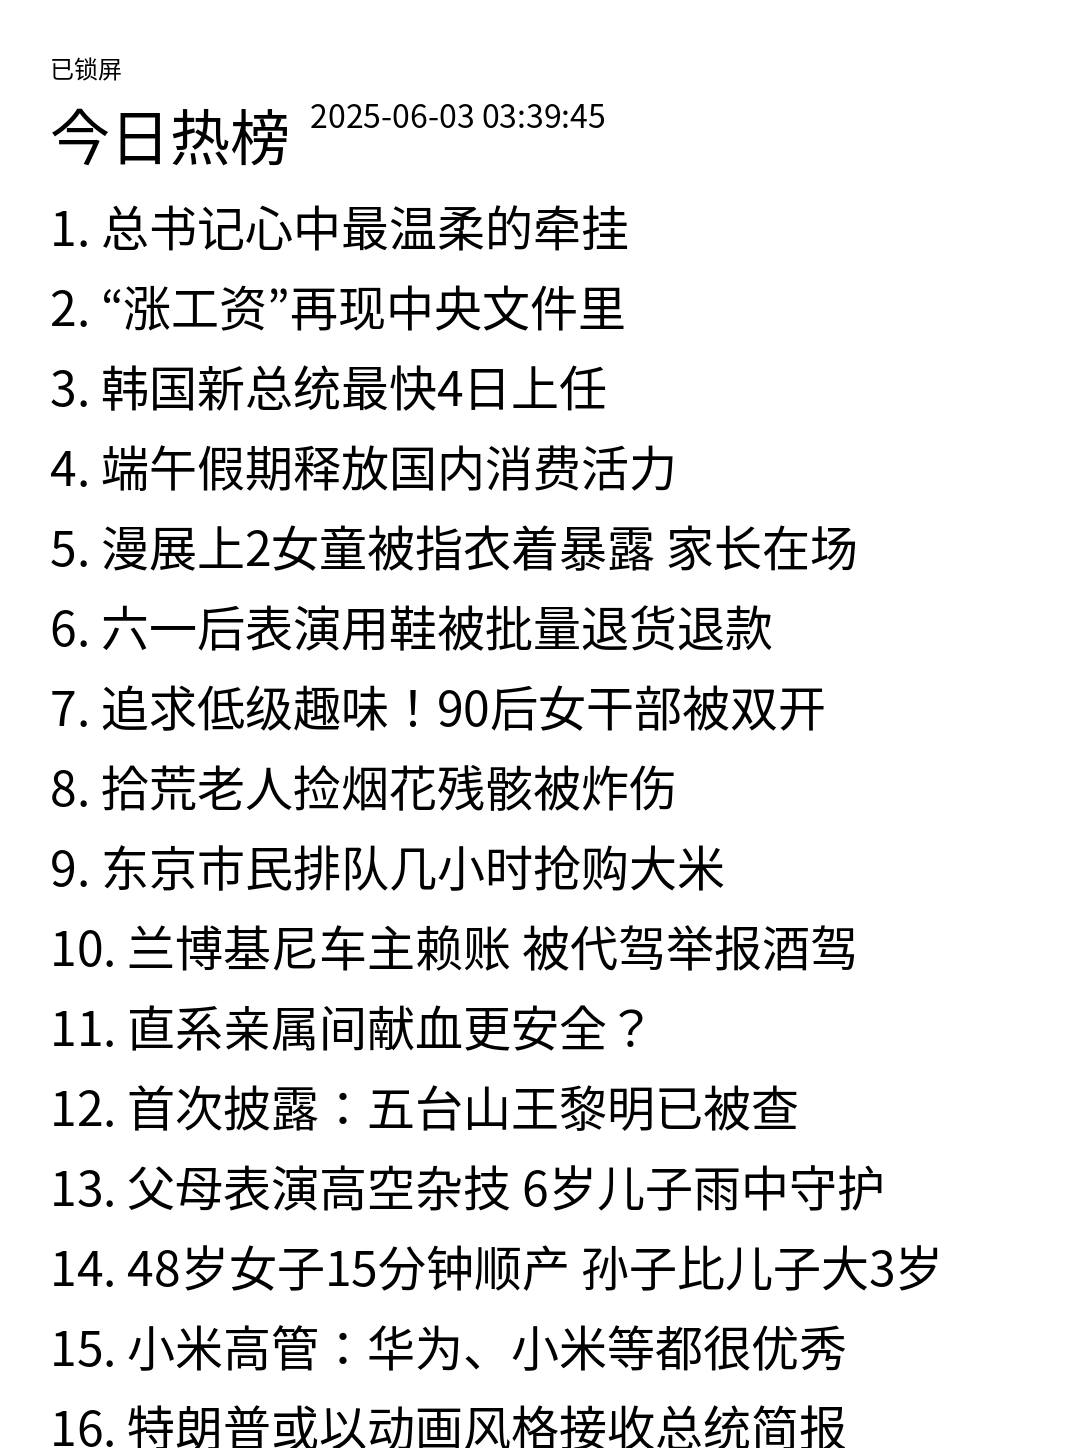 已锁屏
今日热榜 2025-06-03 03:39:45
1. 总书记心中最温柔的牵挂
2. “涨工资”再现中央文件里
3. 韩国新总统最快4日上任
4. 端午假期释放国内消费活力
5. 漫展上2女童被指衣着暴露 家长在场
6. 六一后表演用鞋被批量退货退款
7. 追求低级趣味！90后女干部被双开
8. 拾荒老人捡烟花残骸被炸伤
9. 东京市民排队几小时抢购大米
10. 兰博基尼车主赖账 被代驾举报酒驾
11. 直系亲属间献血更安全？
12. 首次披露：五台山王黎明已被查
13. 父母表演高空杂技 6岁儿子雨中守护
14. 48岁女子15分钟顺产 孙子比儿子大3岁
15. 小米高管：华为、小米等都很优秀
16. 特朗普或以动画风格接收总统简报